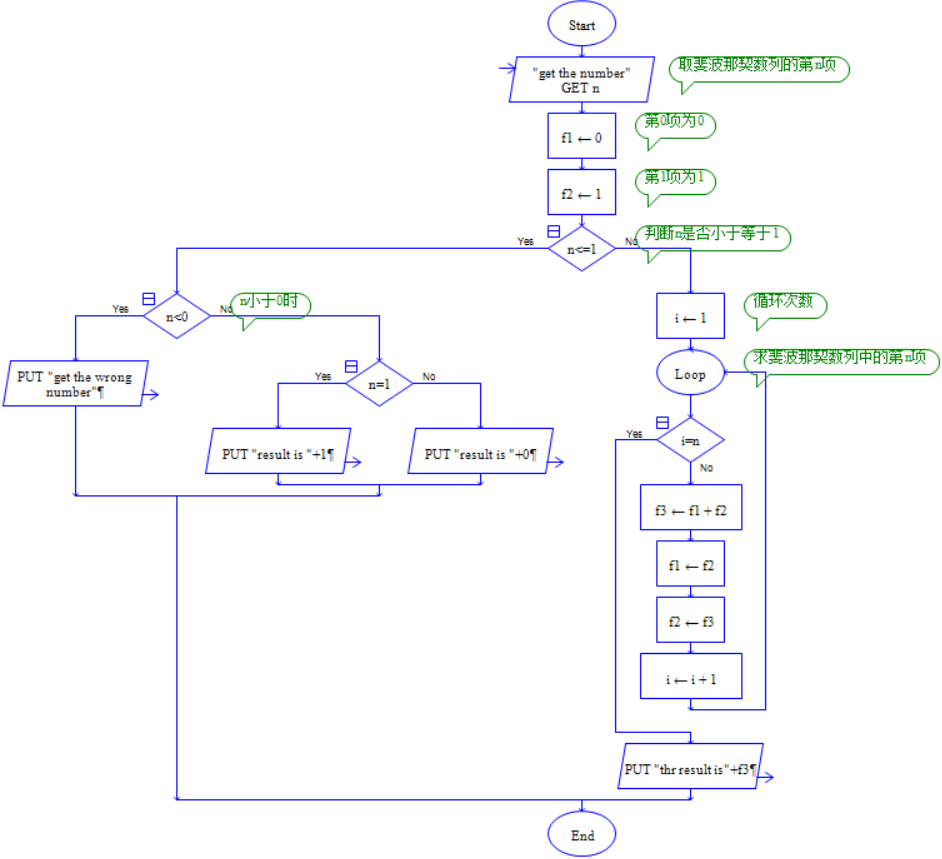 Start
"get the number"
GET n
取斐波那契数列的第n项
f1 ← 0
第0项为0
f2 ← 1
第1项为1
n<=1
Yes
No
判断n是否小于等于1
n<0
Yes
No
n小于0时
i ← 1
循环次数
PUT "get the wrong
number"¶
n=1
Yes
No
Loop
求斐波那契数列中的第n项
PUT "result is "+1¶
PUT "result is "+0¶
i=n
Yes
No
f3 ← f1 + f2
f1 ← f2
f2 ← f3
i ← i + 1
PUT "thr result is"+f3¶
End